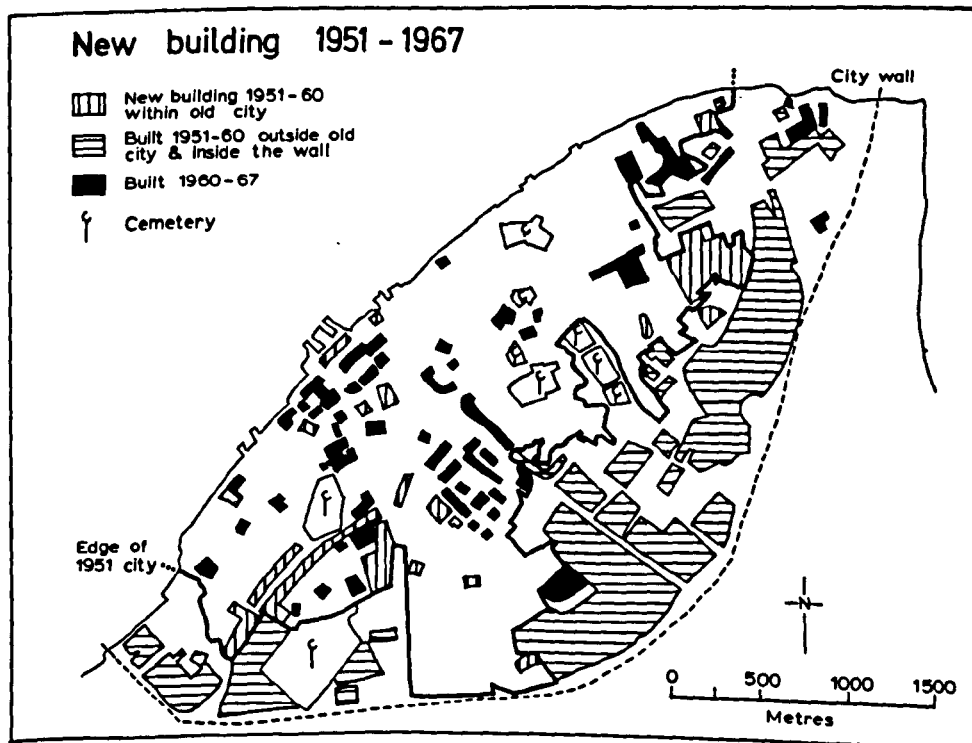 New building 1951-1967
New building 1951-60
within old city
Built 1951-60 outside old
city & inside the wall
Built 1960-67
Cemetery
City wall
Edge of
1951 city
N
0 500 1000 1500
Metres